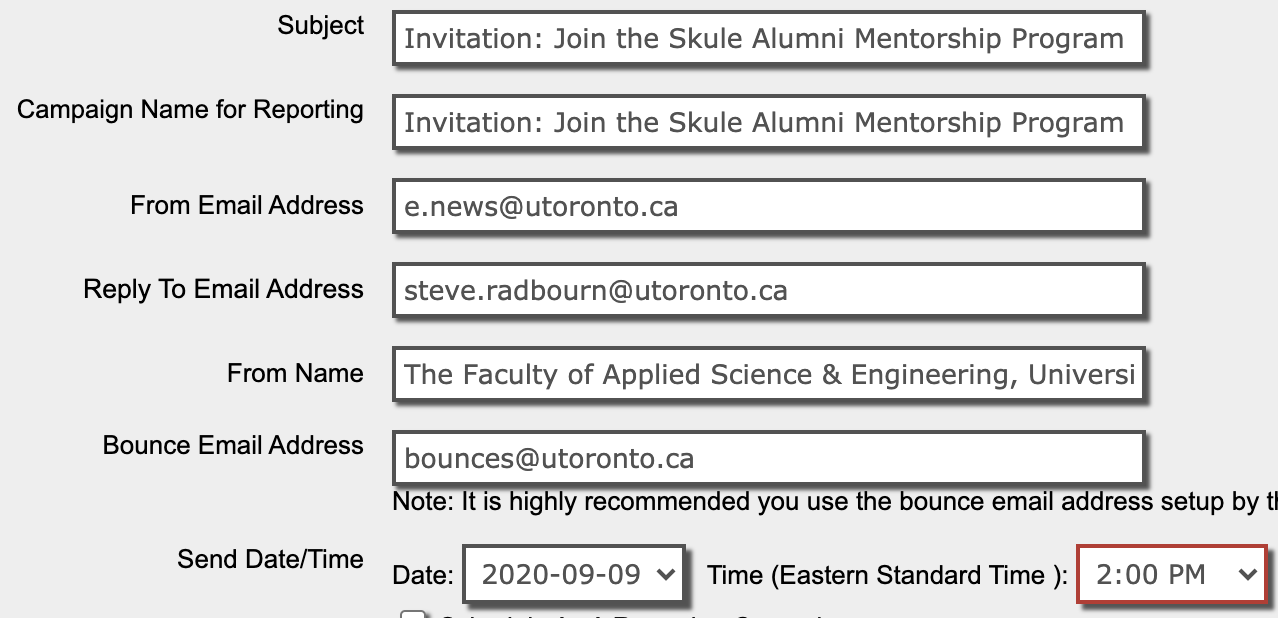 Subject
Invitation: Join the Skule Alumni Mentorship Program
Campaign Name for Reporting
Invitation: Join the Skule Alumni Mentorship Program
From Email Address
e.news@utoronto.ca
Reply To Email Address
steve.radbourn@utoronto.ca
From Name
The Faculty of Applied Science & Engineering, Universi
Bounce Email Address
bounces@utoronto.ca
Note: It is highly recommended you use the bounce email address setup by
Send Date/Time
Date: 2020-09-09 Time (Eastern Standard Time ): 2:00 PM